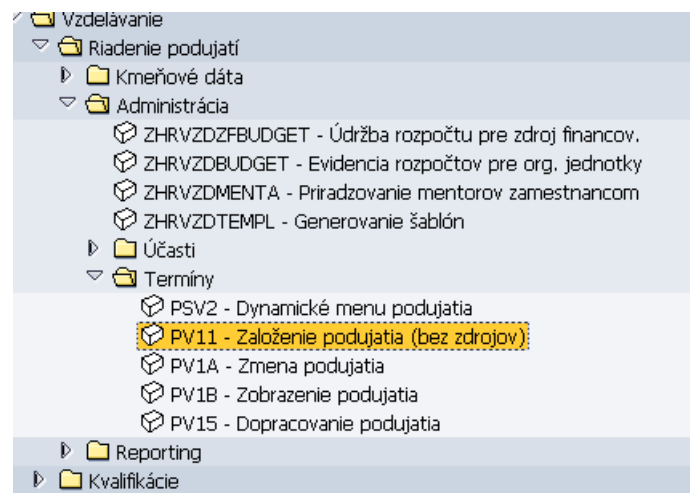 Vzdelávanie
Riadenie podujatí
Kmeňové dáta
Administrácia
ZHRVZDZFBUDGET - Údržba rozpočtu pre zdroj financov.
ZHRVZDBUDGET - Evidencia rozpočtov pre org. jednotky
ZHRVZDMENTA - Priradzovanie mentorov zamestnancom
ZHRVZDTEMPL - Generovanie šablón
Účasti
Termíny
PSV2 - Dynamické menu podujatia
PV11 - Založenie podujatia (bez zdrojov)
PV1A - Zmena podujatia
PV1B - Zobrazenie podujatia
PV15 - Dopracovanie podujatia
Reporting
Kvalifikácie